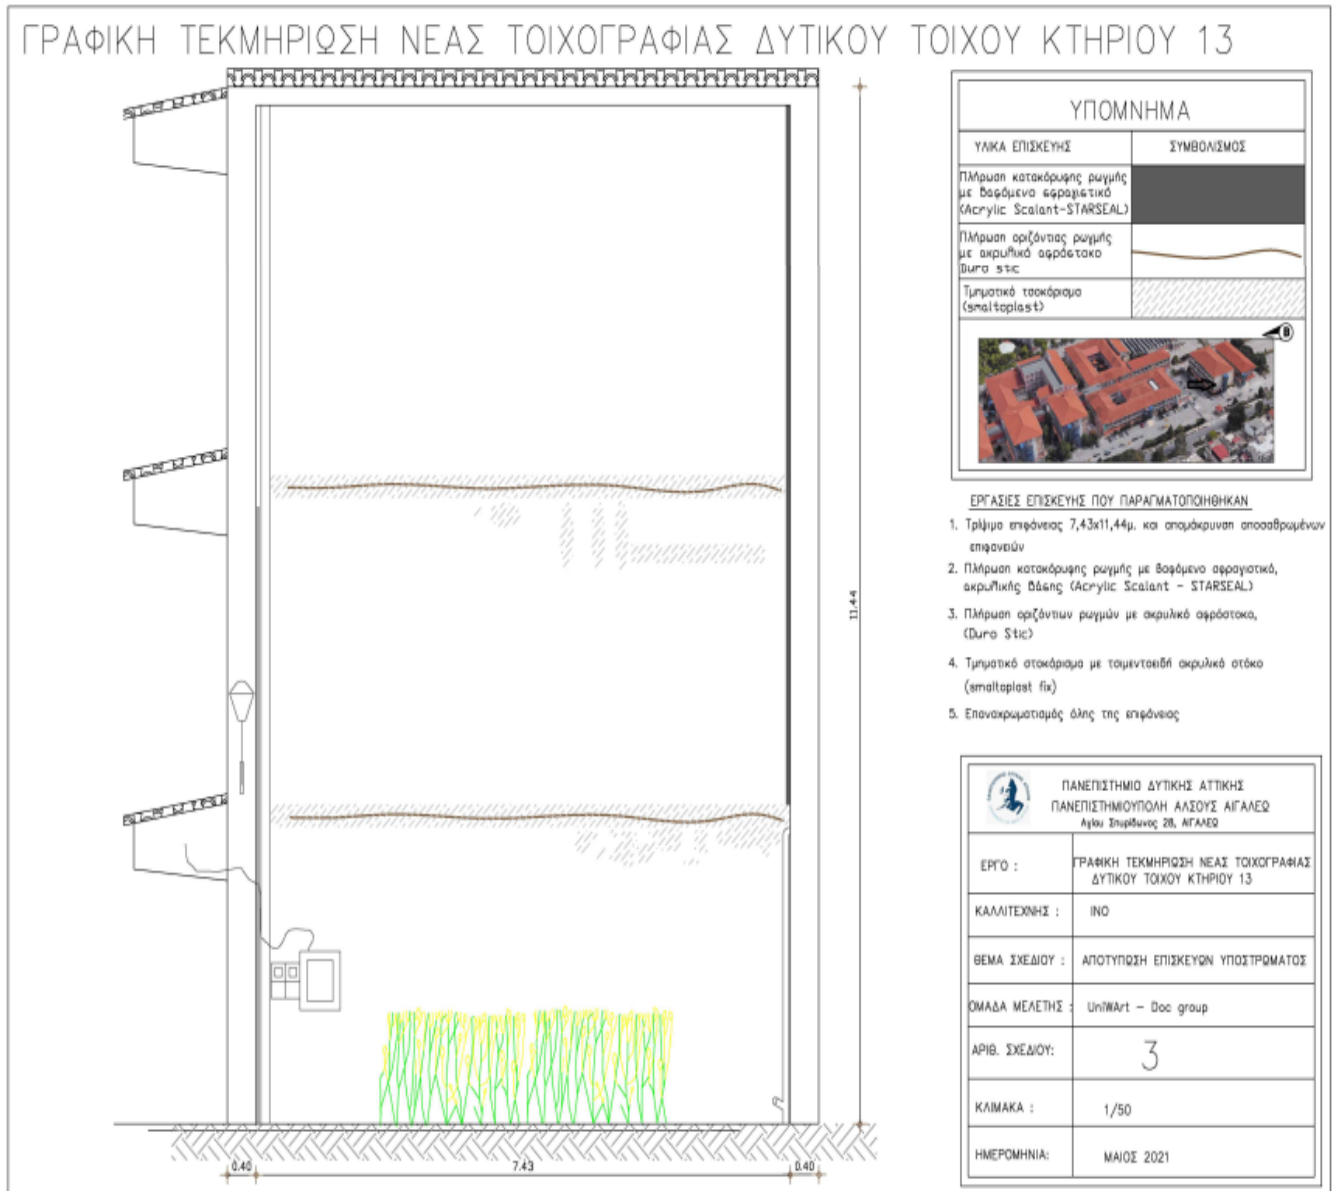 ΓΡΑΦΙΚΗ ΤΕΚΜΗΡΙΩΣΗ ΝΕΑΣ ΤΟΙΧΟΓΡΑΦΙΑΣ ΔΥΤΙΚΟΥ ΤΟΙΧΟΥ ΚΤΗΡΙΟΥ 13
ΥΠΟΜΝΗΜΑ
ΥΛΙΚΑ ΕΠΙΣΚΕΥΗΣ ΣΥΜΒΟΛΙΣΜΟΣ
Πλήρωση κατακόρυφης ρωγμής
με βαφόμενο σφραγιστικό
(Acrylic Scalant-STARSEAL)
Πλήρωση οριζόντιας ρωγμής
με ακρυλικό αφρόστοκο
Duro stic
Τμηματικό τσοκάρισμα
(smaltoplast)
Β
ΕΡΓΑΣΙΕΣ ΕΠΙΣΚΕΥΗΣ ΠΟΥ ΠΑΡΑΓΜΑΤΟΠΟΙΗΘΗΚΑΝ
1. Τρίψιμο επιφάνειας 7,43x11,44μ. και απομάκρυνση αποσαθρωμένων
επιφανειών
2. Πλήρωση κατακόρυφης ρωγμής με βαφόμενο σφραγιστικό,
ακρυλικής βάσης (Acrylic Scalant - STARSEAL)
3. Πλήρωση οριζόντιων ρωγμών με ακρυλικό αφρόστοκο,
(Duro Stic)
4. Τμηματικό στοκάρισμα με τσιμεντοειδή ακρυλικό στόκο
(smaltoplast fix)
5. Επαναχρωματισμός όλης της επιφάνειας
11.44
0.40 7.43 0.40
ΠΑΝΕΠΙΣΤΗΜΙΟ ΔΥΤΙΚΗΣ ΑΤΤΙΚΗΣ
ΠΑΝΕΠΙΣΤΗΜΙΟΥΠΟΛΗ ΑΛΣΟΥΣ ΑΙΓΑΛΕΩ
Αγίου Σπυρίδωνος 28, ΑΙΓΑΛΕΩ
ΕΡΓΟ : ΓΡΑΦΙΚΗ ΤΕΚΜΗΡΙΩΣΗ ΝΕΑΣ ΤΟΙΧΟΓΡΑΦΙΑΣ
ΔΥΤΙΚΟΥ ΤΟΙΧΟΥ ΚΤΗΡΙΟΥ 13
ΚΑΛΛΙΤΕΧΝΗΣ : INO
ΘΕΜΑ ΣΧΕΔΙΟΥ : ΑΠΟΤΥΠΩΣΗ ΕΠΙΣΚΕΥΩΝ ΥΠΟΣΤΡΩΜΑΤΟΣ
ΟΜΑΔΑ ΜΕΛΕΤΗΣ : UniWArt - Doc group
ΑΡΙΘ. ΣΧΕΔΙΟΥ: 3
ΚΛΙΜΑΚΑ : 1/50
ΗΜΕΡΟΜΗΝΙΑ: ΜΑΙΟΣ 2021